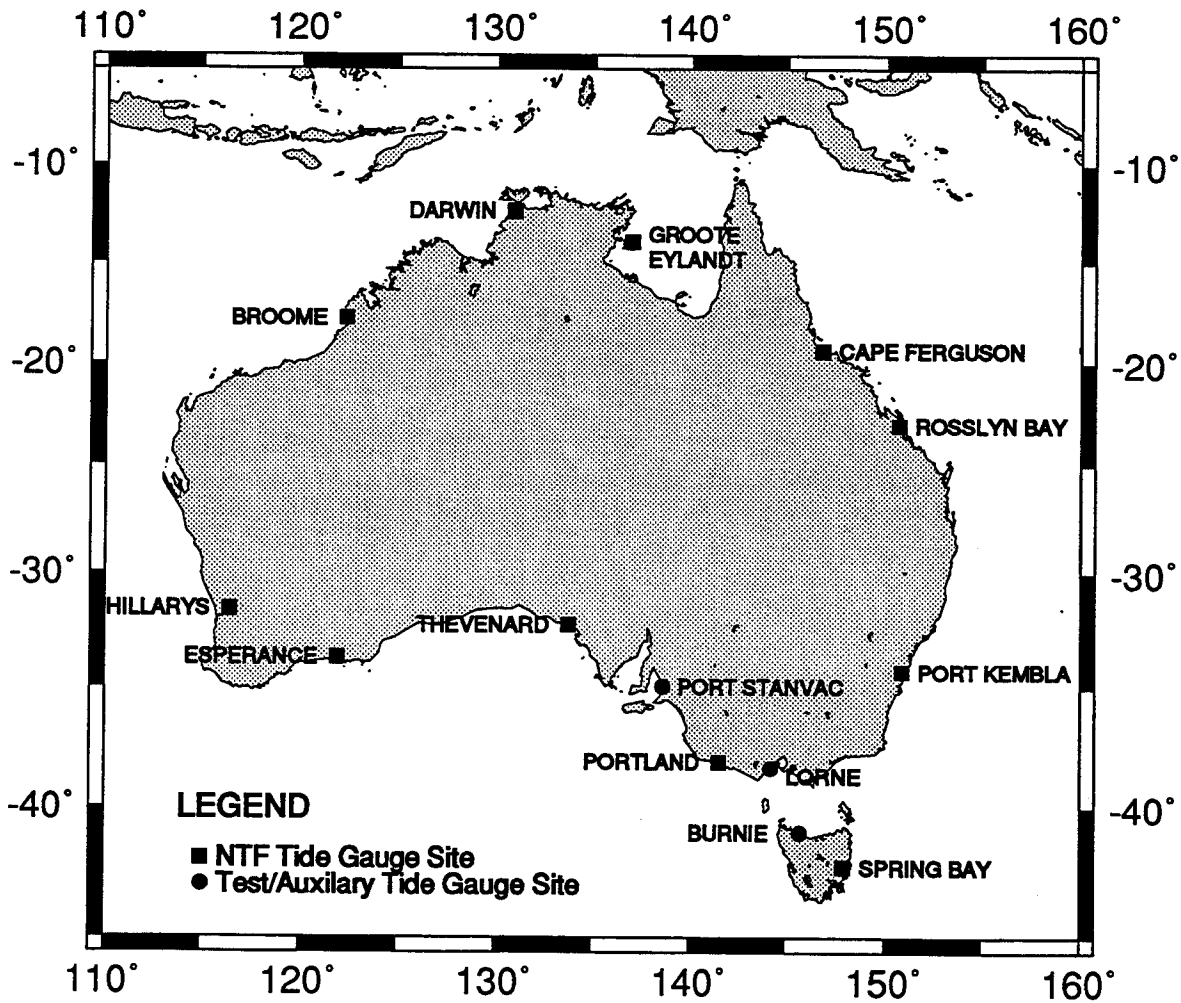 110° 120° 130° 140° 150° 160°
-10° -10°
DARWIN
GROOTE
EYLANDT
BROOME
CAPE FERGUSON
-20° -20°
ROSSLYN BAY
-30° -30°
HILLARYS
THEVENARD
ESPERANCE
PORT STANVAC
PORT KEMBLA
PORTLAND
LORNE
-40° -40°
LEGEND
BURNIE
NTF Tide Gauge Site
SPRING BAY
Test/Auxilary Tide Gauge Site
110° 120° 130° 140° 150° 160°